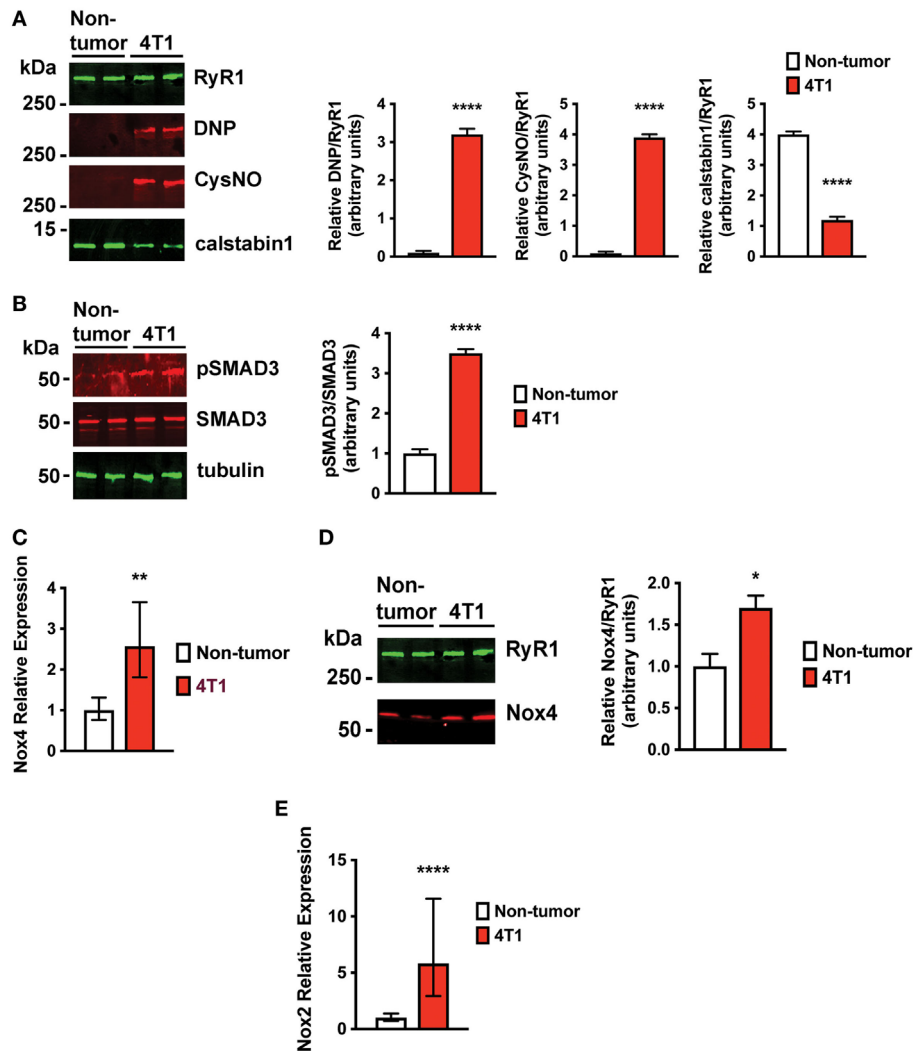 A
Non-
tumor 4T1
kDa
250 -
250 -
250 -
15 -
RyR1
DNP
CysNO
calstabin1
Relative DNP/RyR1
(arbitrary units)
4
3
2
1
0
****
Relative CysNO/RyR1
(arbitrary units)
5
4
3
2
1
0
****
Relative calstabin1/RyR1
(arbitrary units)
5
4
3
2
1
0
****
Non-tumor
4T1
B
Non-
tumor 4T1
kDa
50 -
50 -
50 -
pSMAD3
SMAD3
tubulin
pSMAD3/SMAD3
(arbitrary units)
4
3
2
1
0
****
Non-tumor
4T1
C
Nox4 Relative Expression
4
3
2
1
0
**
Non-tumor
4T1
D
Non-
tumor 4T1
kDa
250 -
50 -
RyR1
Nox4
Relative Nox4/RyR1
(arbitrary units)
2.0
1.5
1.0
0.5
0.0
*
Non-tumor
4T1
E
Nox2 Relative Expression
15
10
5
0
****
Non-tumor
4T1